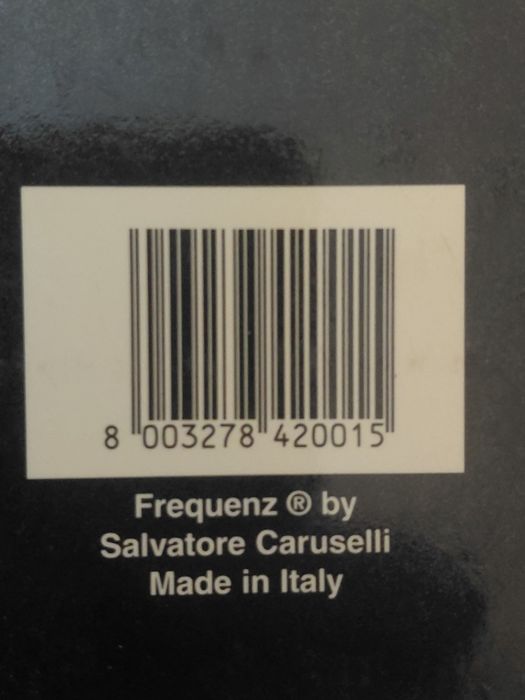 8 003278 420015
Frequenz ® by
Salvatore Caruselli
Made in Italy